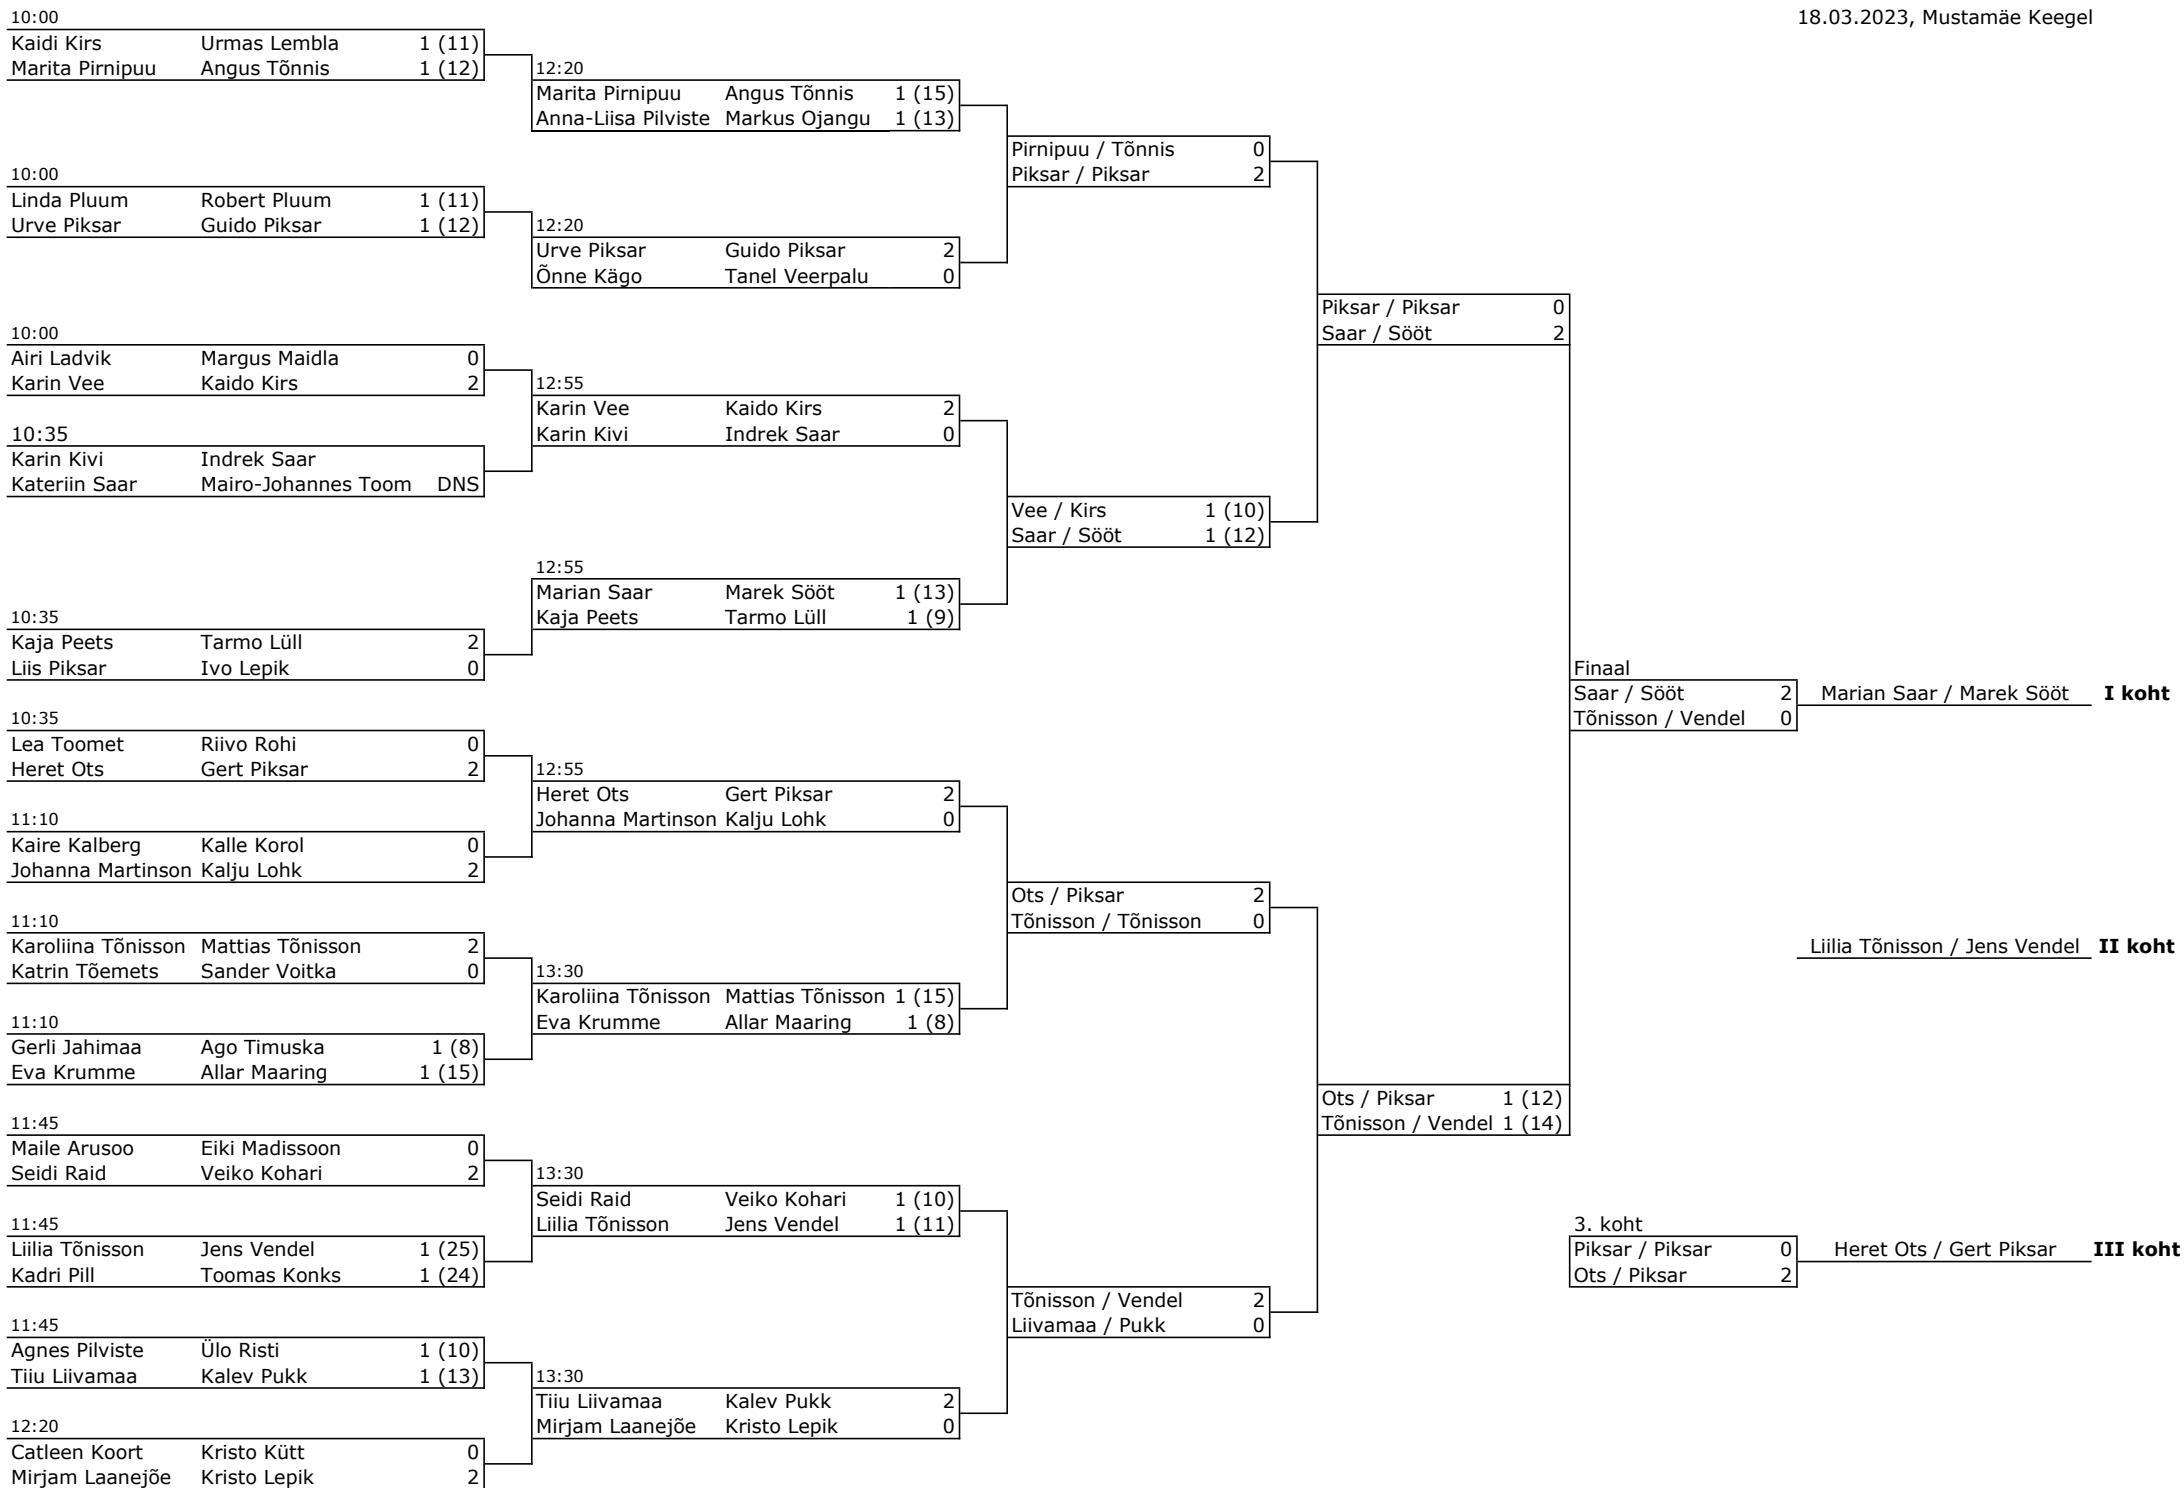 10:00
18.03.2023, Mustamäe Keegel
Kaidi Kirs Urmas Lembla 1 (11)
Marita Pirnipuu Angus Tõnnis 1 (12)
10:00
Linda Pluum Robert Pluum 1 (11)
Urve Piksar Guido Piksar 1 (12)
10:00
Airi Ladvik Margus Maidla 0
Karin Vee Kaido Kirs 2
10:35
Karin Kivi Indrek Saar
Kateriin Saar Mairo-Johannes Toom DNS
10:35
Kaja Peets Tarmo Lüll 2
Liis Piksar Ivo Lepik 0
10:35
Lea Toomet Riivo Rohi 0
Heret Ots Gert Piksar 2
11:10
Kaire Kalberg Kalle Korol 0
Johanna Martinson Kalju Lohk 2
11:10
Karoliina Tõnisson Mattias Tõnisson 2
Katrin Tõemets Sander Voitka 0
11:10
Gerli Jahimaa Ago Timuska 1 (8)
Eva Krumme Allar Maaring 1 (15)
11:45
Maile Arusoo Eiki Madissoon 0
Seidi Raid Veiko Kohari 2
11:45
Liilia Tõnisson Jens Vendel 1 (25)
Kadri Pill Toomas Konks 1 (24)
11:45
Agnes Pilviste Ülo Risti 1 (10)
Tiiu Liivamaa Kalev Pukk 1 (13)
12:20
Catleen Koort Kristo Kütt 0
Mirjam Laanejõe Kristo Lepik 2
12:20
Marita Pirnipuu Angus Tõnnis 1 (15)
Anna-Liisa Pilviste Markus Ojangu 1 (13)
12:20
Urve Piksar Guido Piksar 2
Õnne Kägo Tanel Veerpalu 0
12:55
Karin Vee Kaido Kirs 2
Karin Kivi Indrek Saar 0
12:55
Marian Saar Marek Sööt 1 (13)
Kaja Peets Tarmo Lüll 1 (9)
12:55
Heret Ots Gert Piksar 2
Johanna Martinson Kalju Lohk 0
13:30
Karoliina Tõnisson Mattias Tõnisson 1 (15)
Eva Krumme Allar Maaring 1 (8)
13:30
Seidi Raid Veiko Kohari 1 (10)
Liilia Tõnisson Jens Vendel 1 (11)
13:30
Tiiu Liivamaa Kalev Pukk 2
Mirjam Laanejõe Kristo Lepik 0
Pirnipuu / Tõnnis 0
Piksar / Piksar 2
Vee / Kirs 1 (10)
Saar / Sööt 1 (12)
Ots / Piksar 2
Tõnisson / Tõnisson 0
Tõnisson / Vendel 2
Liivamaa / Pukk 0
Piksar / Piksar 0
Saar / Sööt 2
Ots / Piksar 1 (12)
Tõnisson / Vendel 1 (14)
Finaal
Saar / Sööt 2
Tõnisson / Vendel 0
Marian Saar / Marek Sööt I koht
Liilia Tõnisson / Jens Vendel II koht
3. koht
Piksar / Piksar 0
Ots / Piksar 2
Heret Ots / Gert Piksar III koht